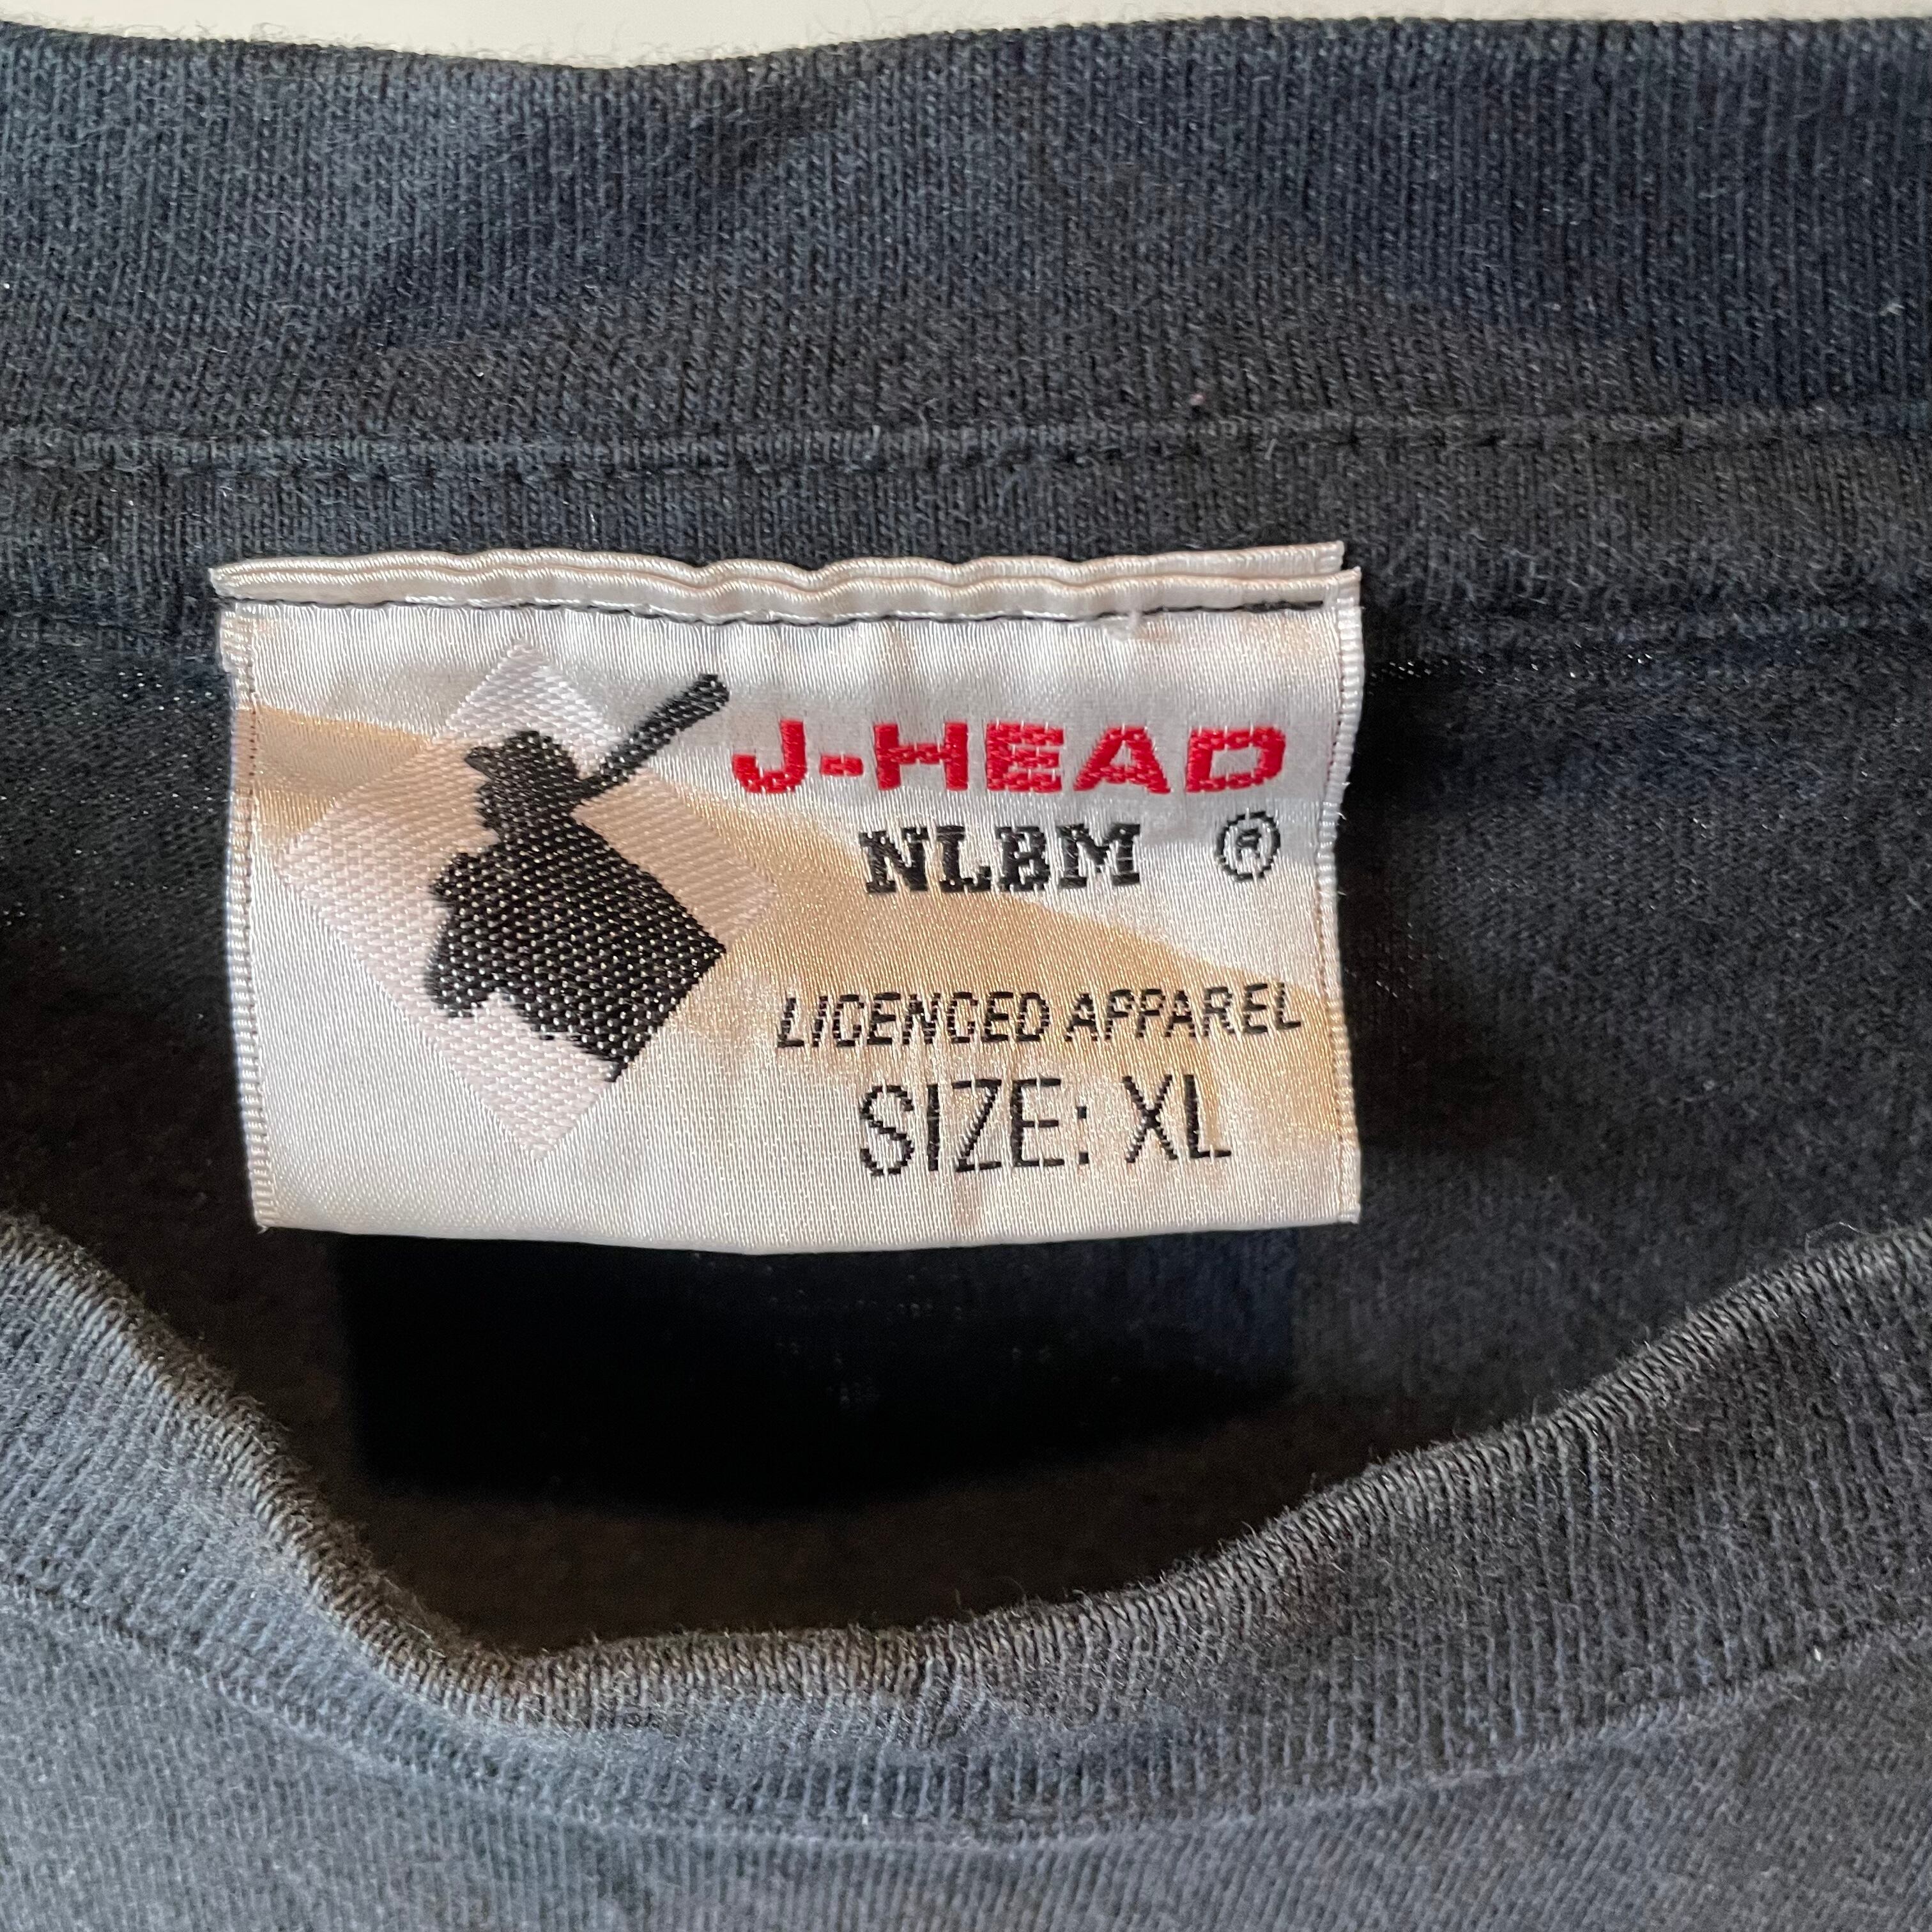 J-HEAD
NLBM ®
LICENCED APPAREL
SIZE: XL